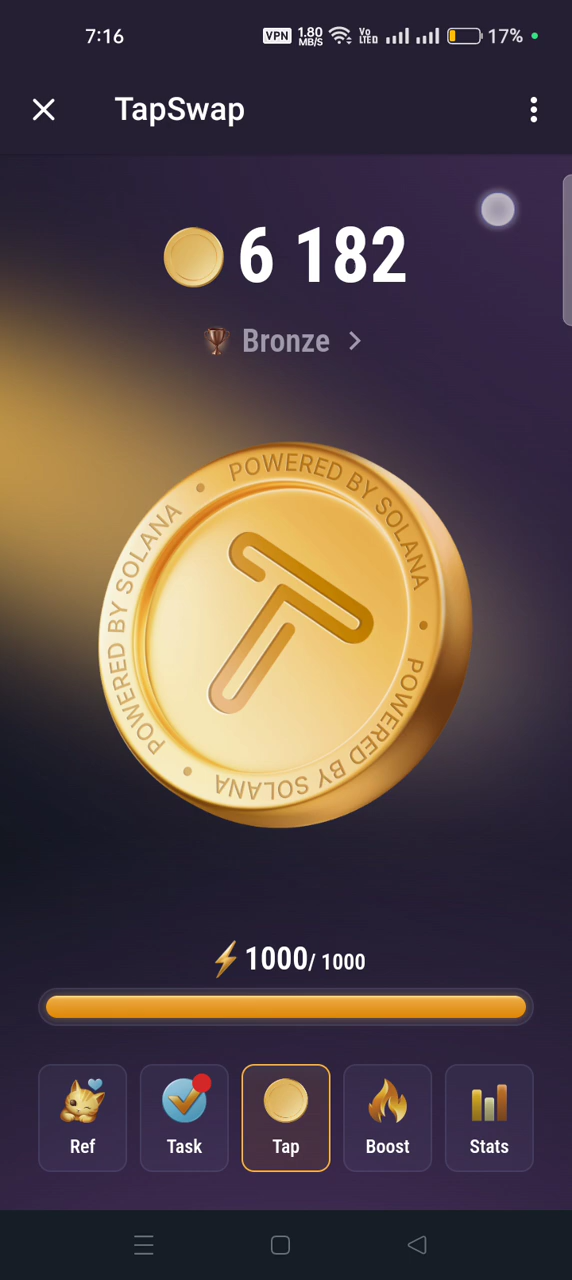 7:16 VPN 1.80 MB/S Vo LTED 17%
TapSwap
6 182
Bronze
POWERED BY SOLANA • POWERED BY SOLANA • POWERED BY SOLANA •
T
1000/ 1000
Ref Task Tap Boost Stats